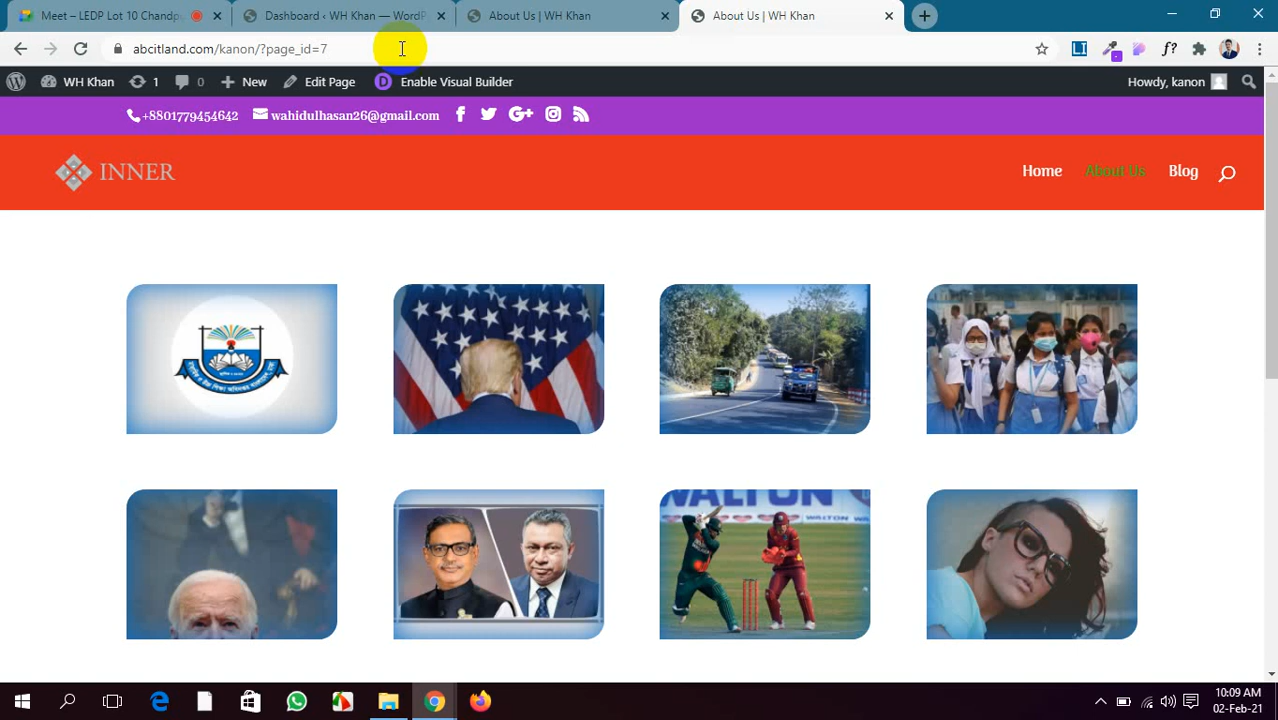 Meet – LEDP Lot 10 Chandp
Dashboard ‹ WH Khan — WordP
About Us | WH Khan
About Us | WH Khan
abcitland.com/kanon/?page_id=7
LI
f?
WH Khan
1
0
New
Edit Page
D
Enable Visual Builder
Howdy, kanon
+8801779454642
wahidulhasan26@gmail.com
INNER
Home
About Us
Blog
WALTON
10:09 AM
02-Feb-21